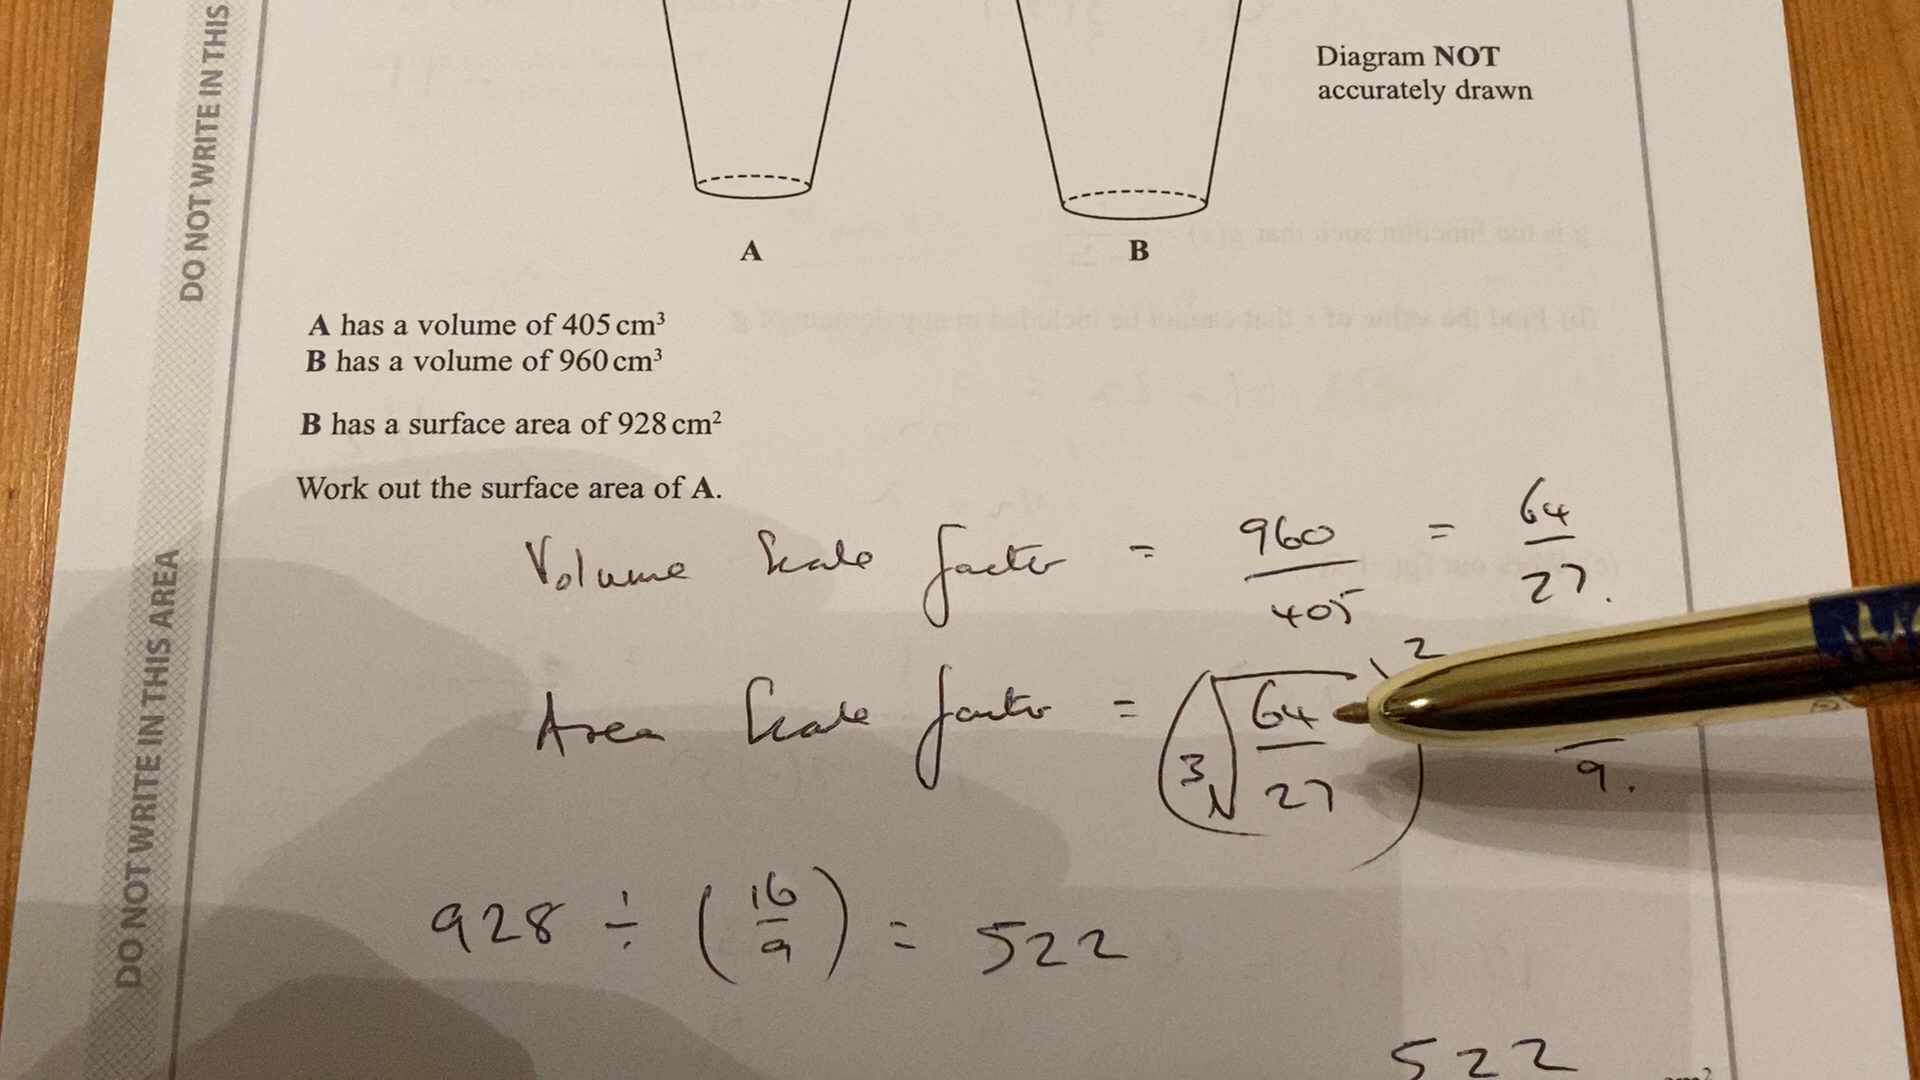 DO NOT WRITE IN THIS
Diagram NOT
accurately drawn
A B
A has a volume of 405 cm³
B has a volume of 960 cm³
B has a surface area of 928 cm²
Work out the surface area of A.
DO NOT WRITE IN THIS AREA
Volume Scale factor = 960/405 = 64/27.
Area Scale factor = (∛(64/27))² /9.
928 ÷ (16/9) = 522
522